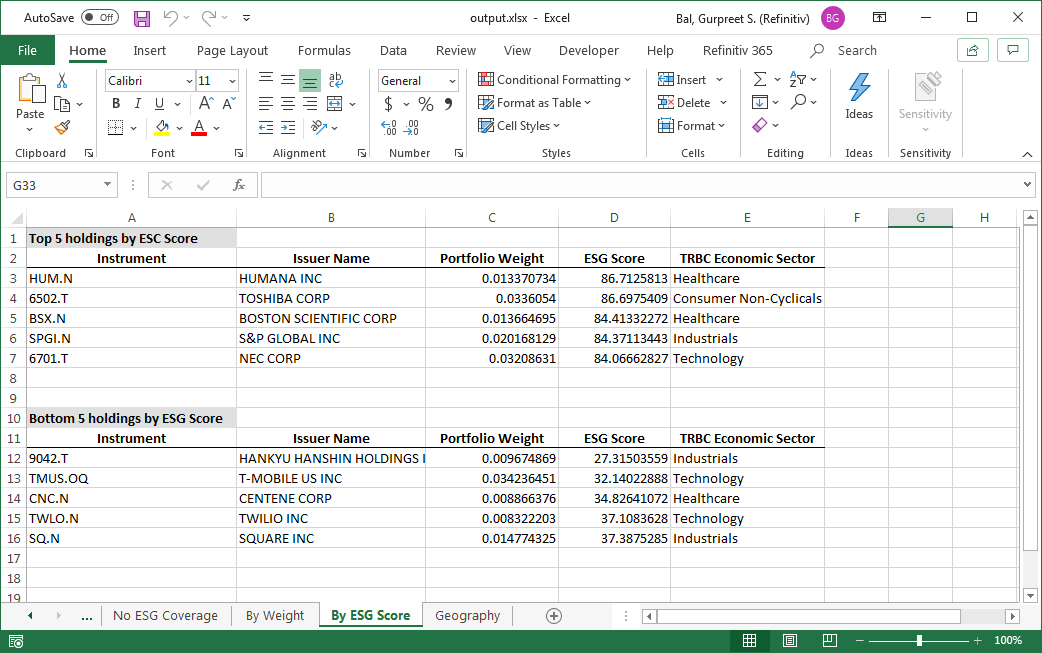 AutoSave Off output.xlsx - Excel Bal, Gurpreet S. (Refinitiv) BG
File Home Insert Page Layout Formulas Data Review View Developer Help Refinitiv 365 Search
Calibri 11 ab General $ % Conditional Formatting Insert
Paste B I U A A Format as Table Delete Ideas Sensitivity
A Cell Styles Format
Clipboard Font Alignment Number Styles Cells Editing Ideas Sensitivity
G33 fx
A B C D E F G H
1 Top 5 holdings by ESC Score
2 Instrument Issuer Name Portfolio Weight ESG Score TRBC Economic Sector
3 HUM.N HUMANA INC 0.013370734 86.7125813 Healthcare
4 6502.T TOSHIBA CORP 0.0336054 86.6975409 Consumer Non-Cyclicals
5 BSX.N BOSTON SCIENTIFIC CORP 0.013664695 84.41332272 Healthcare
6 SPGI.N S&P GLOBAL INC 0.020168129 84.37113443 Industrials
7 6701.T NEC CORP 0.03208631 84.06662827 Technology
8
9
10 Bottom 5 holdings by ESG Score
11 Instrument Issuer Name Portfolio Weight ESG Score TRBC Economic Sector
12 9042.T HANKYU HANSHIN HOLDINGS I 0.009674869 27.31503559 Industrials
13 TMUS.OQ T-MOBILE US INC 0.034236451 32.14022888 Technology
14 CNC.N CENTENE CORP 0.008866376 34.82641072 Healthcare
15 TWLO.N TWILIO INC 0.008322203 37.1083628 Technology
16 SQ.N SQUARE INC 0.014774325 37.3875285 Industrials
17
18
19
... No ESG Coverage By Weight By ESG Score Geography
100%